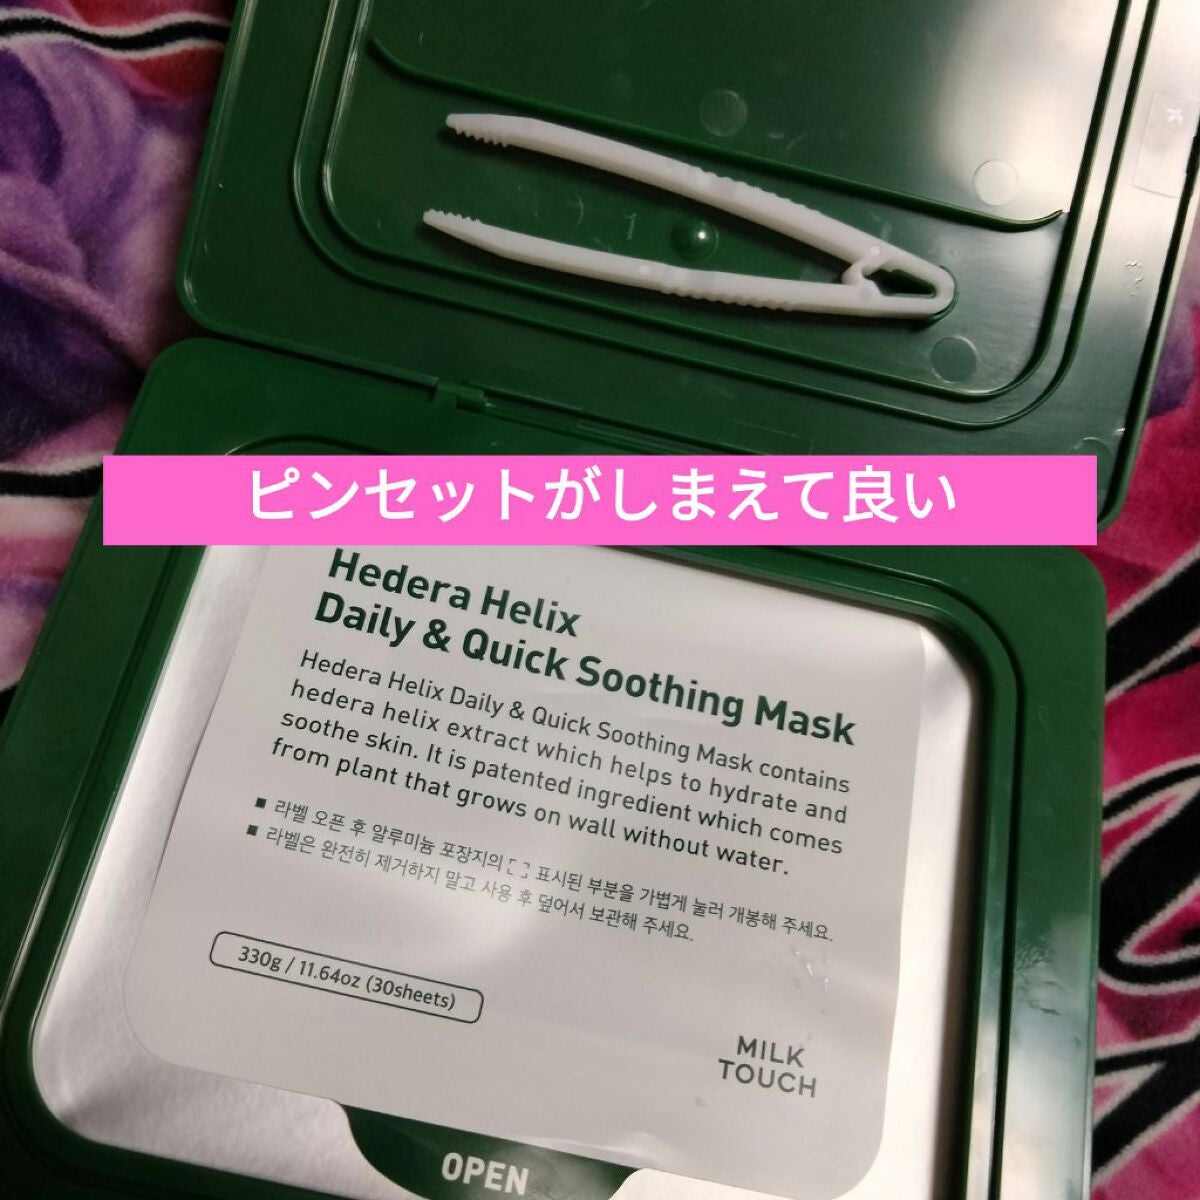 1
ピンセットがしまえて良い
Hedera Helix
Daily & Quick Soothing Mask
Hedera Helix Daily & Quick Soothing Mask contains
hedera helix extract which helps to hydrate and
soothe skin. It is patented ingredient which comes
from plant that grows on wall without water.
■ 라벨 오픈 후 알루미늄 포장지의 [ ] 표시된 부분을 가볍게 눌러 개봉해 주세요.
■ 라벨은 완전히 제거하지 말고 사용 후 덮어서 보관해 주세요.
330g / 11.64oz (30sheets)
MILK
TOUCH
OPEN